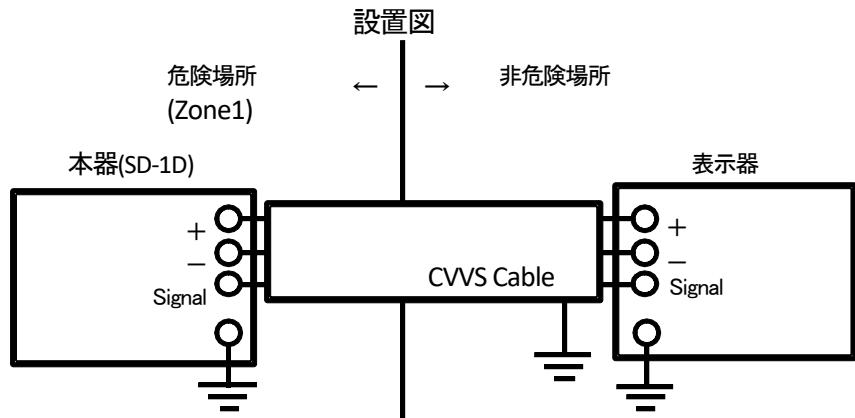 設置図
危険場所
(Zone1)
← →
非危険場所
本器(SD-1D)
表示器
+
−
Signal
CVVS Cable
+
−
Signal